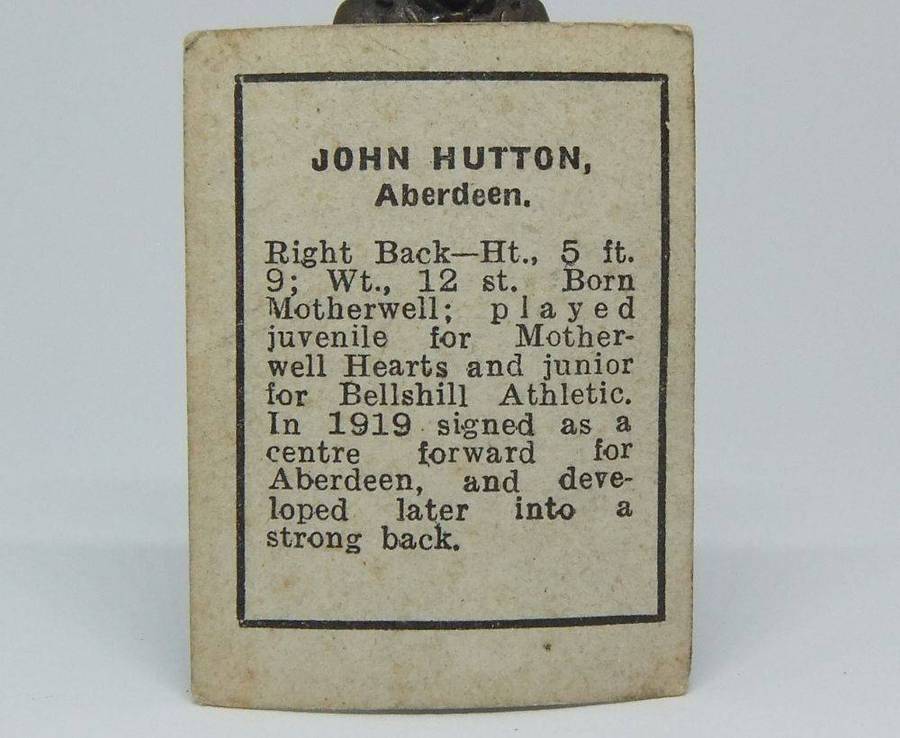 JOHN HUTTON,
Aberdeen.
Right Back—Ht., 5 ft.
9; Wt., 12 st. Born
Motherwell; played
juvenile for Mother-
well Hearts and junior
for Bellshill Athletic.
In 1919 signed as a
centre forward for
Aberdeen, and deve-
loped later into a
strong back.